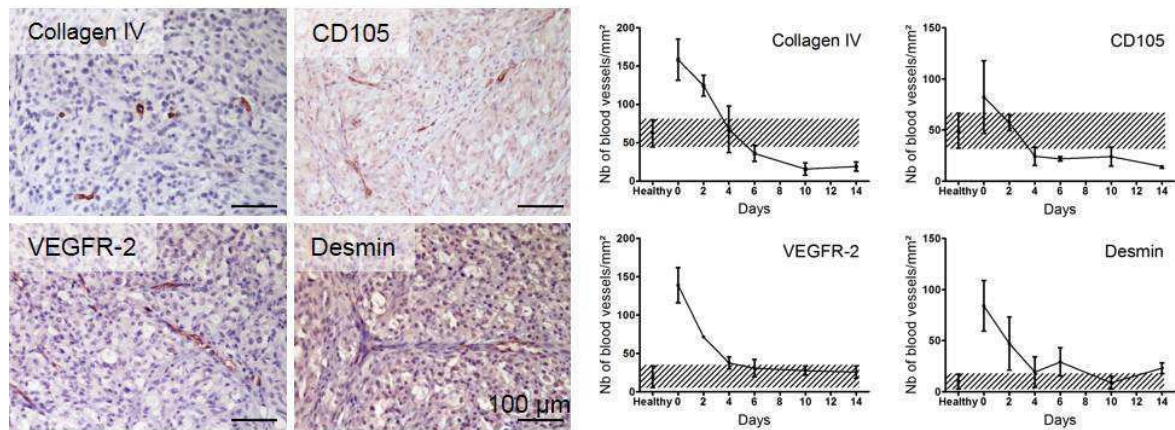 Collagen IV
CD105
VEGFR-2
Desmin
100 µm
Collagen IV
Nb of blood vessels/mm²
200
150
100
50
0
Healthy 0 2 4 6 8 10 12 14
Days
CD105
Nb of blood vessels/mm²
150
100
50
0
Healthy 0 2 4 6 8 10 12 14
Days
VEGFR-2
Nb of blood vessels/mm²
200
150
100
50
0
Healthy 0 2 4 6 8 10 12 14
Days
Desmin
Nb of blood vessels/mm²
150
100
50
0
Healthy 0 2 4 6 8 10 12 14
Days